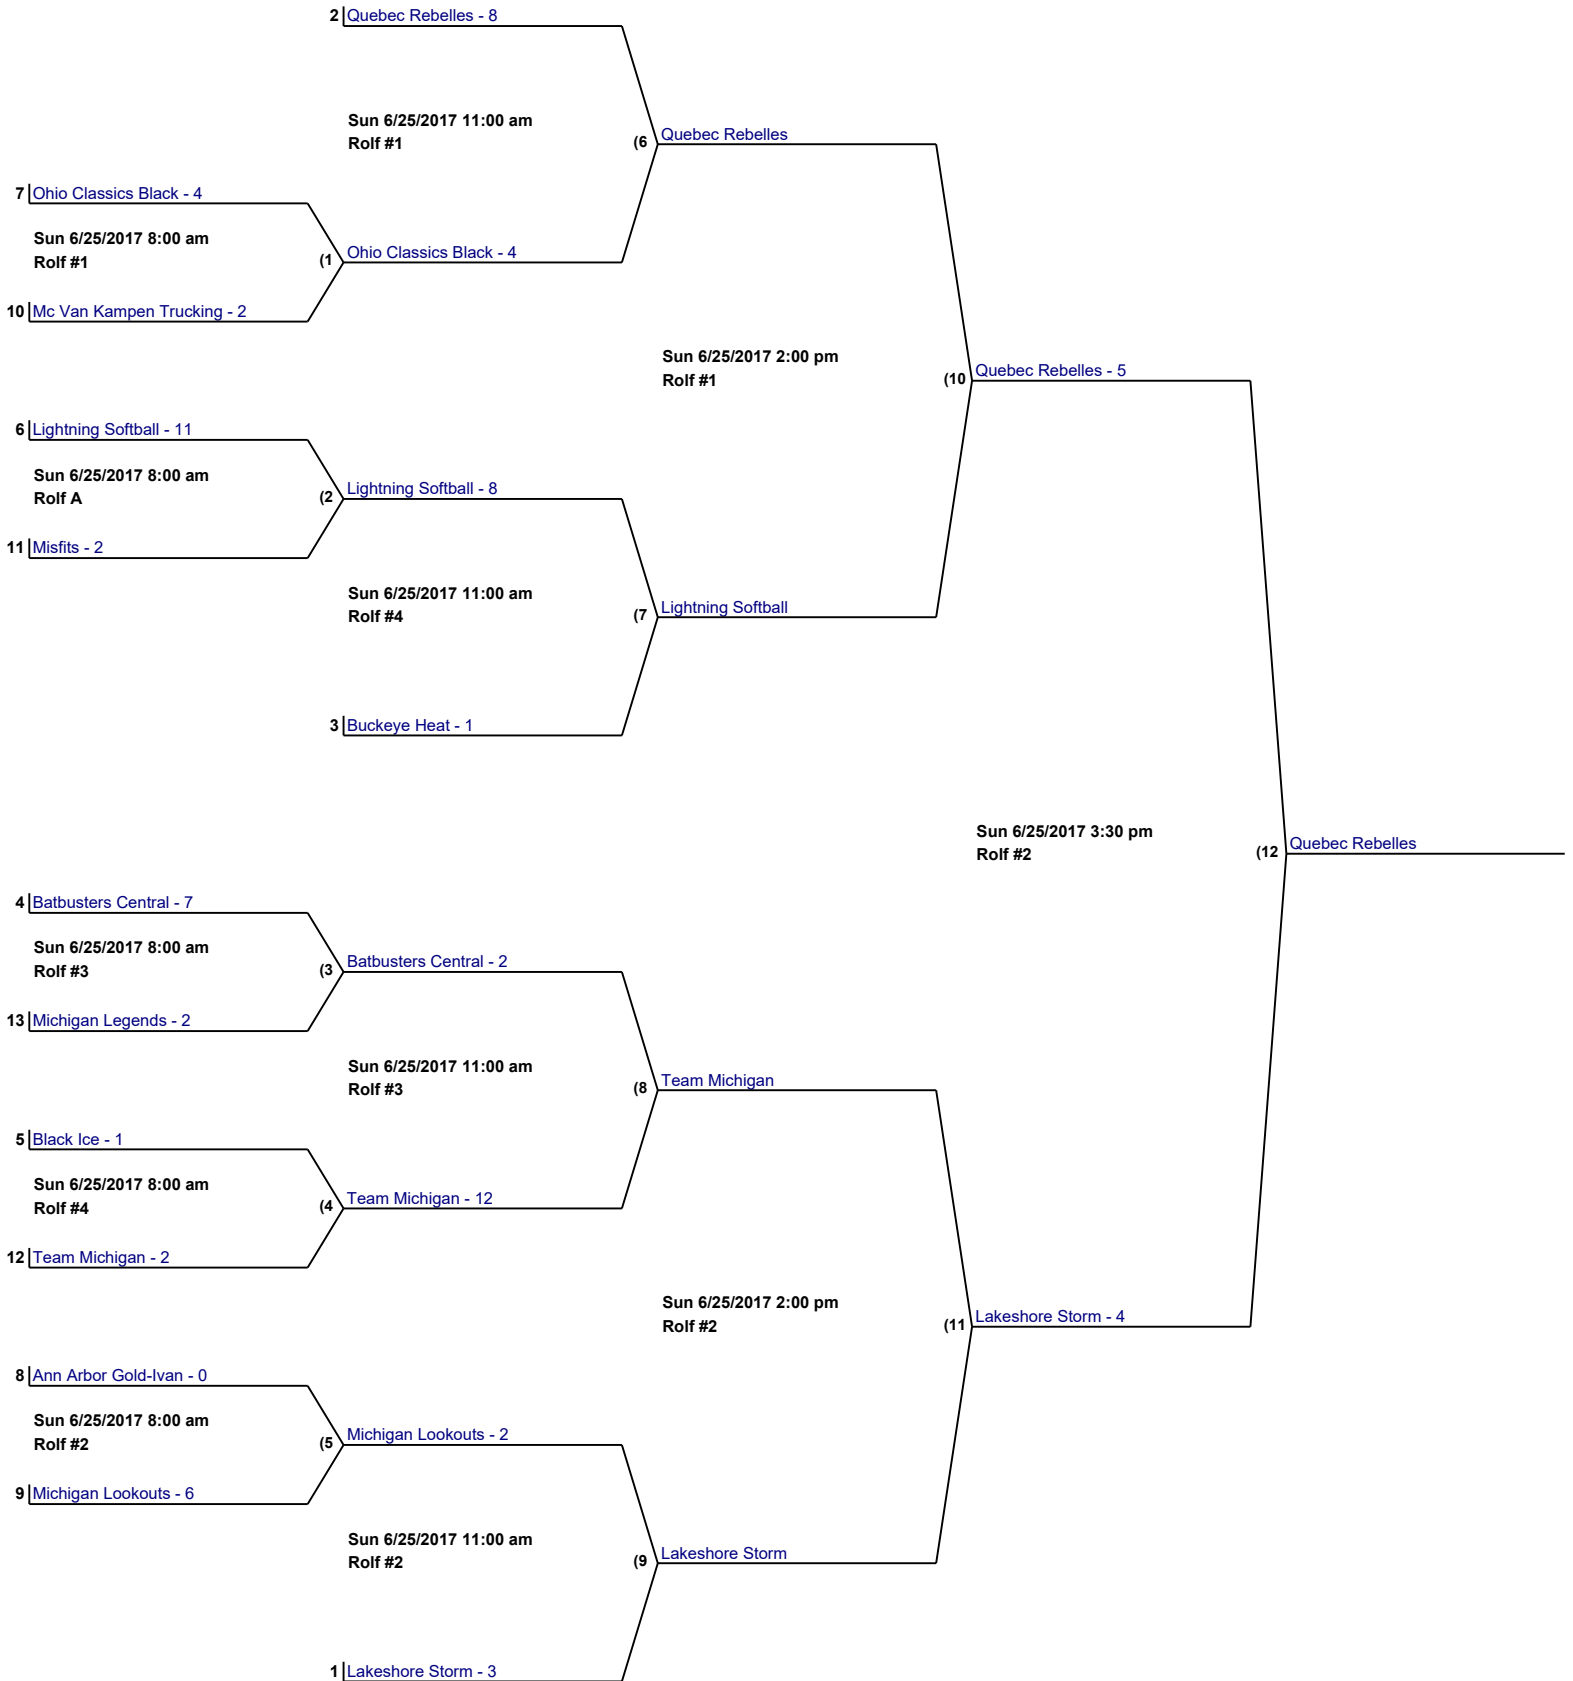 2 Quebec Rebelles - 8
Sun 6/25/2017 11:00 am
Rolf #1
(6 Quebec Rebelles
7 Ohio Classics Black - 4
Sun 6/25/2017 8:00 am
Rolf #1
(1 Ohio Classics Black - 4
10 Mc Van Kampen Trucking - 2
Sun 6/25/2017 2:00 pm
Rolf #1
(10 Quebec Rebelles - 5
6 Lightning Softball - 11
Sun 6/25/2017 8:00 am
Rolf A
(2 Lightning Softball - 8
11 Misfits - 2
Sun 6/25/2017 11:00 am
Rolf #4
(7 Lightning Softball
3 Buckeye Heat - 1
Sun 6/25/2017 3:30 pm
Rolf #2
(12 Quebec Rebelles
4 Batbusters Central - 7
Sun 6/25/2017 8:00 am
Rolf #3
(3 Batbusters Central - 2
13 Michigan Legends - 2
Sun 6/25/2017 11:00 am
Rolf #3
(8 Team Michigan
5 Black Ice - 1
Sun 6/25/2017 8:00 am
Rolf #4
(4 Team Michigan - 12
12 Team Michigan - 2
Sun 6/25/2017 2:00 pm
Rolf #2
(11 Lakeshore Storm - 4
8 Ann Arbor Gold-Ivan - 0
Sun 6/25/2017 8:00 am
Rolf #2
(5 Michigan Lookouts - 2
9 Michigan Lookouts - 6
Sun 6/25/2017 11:00 am
Rolf #2
(9 Lakeshore Storm
1 Lakeshore Storm - 3